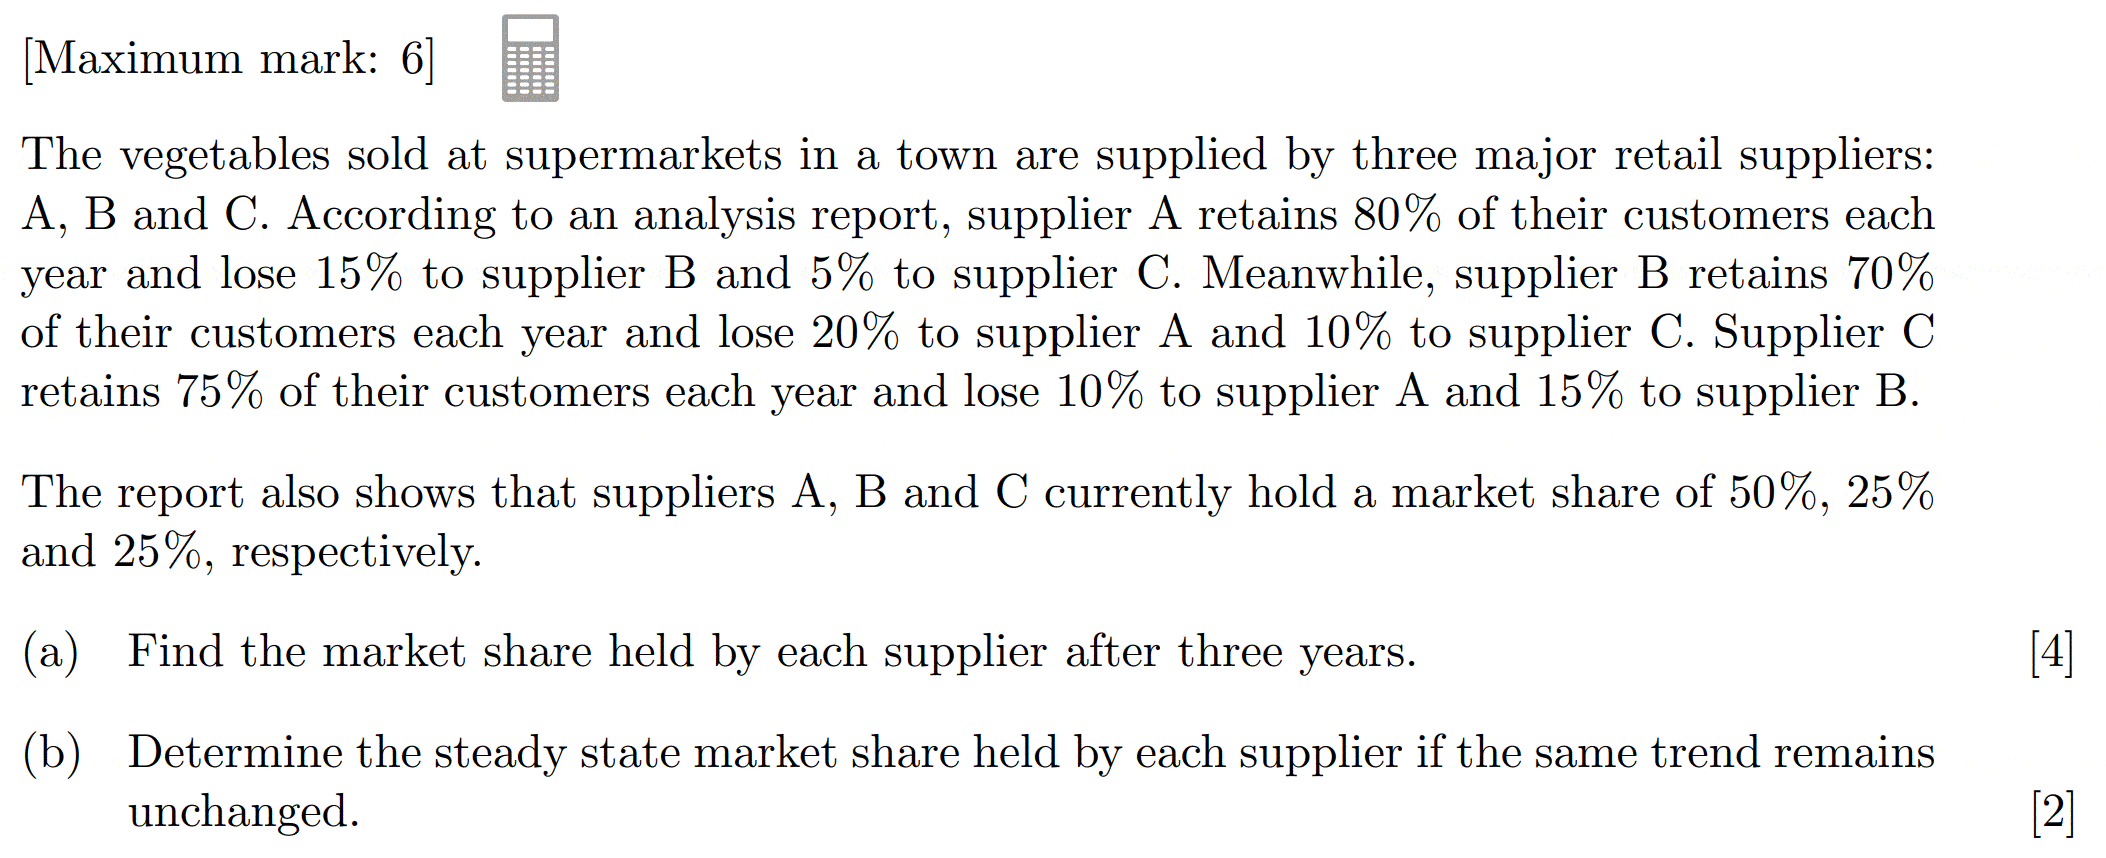 [Maximum mark: 6]
The vegetables sold at supermarkets in a town are supplied by three major retail suppliers:
A, B and C. According to an analysis report, supplier A retains 80% of their customers each
year and lose 15% to supplier B and 5% to supplier C. Meanwhile, supplier B retains 70%
of their customers each year and lose 20% to supplier A and 10% to supplier C. Supplier C
retains 75% of their customers each year and lose 10% to supplier A and 15% to supplier B.
The report also shows that suppliers A, B and C currently hold a market share of 50%, 25%
and 25%, respectively.
(a) Find the market share held by each supplier after three years. [4]
(b) Determine the steady state market share held by each supplier if the same trend remains
unchanged. [2]